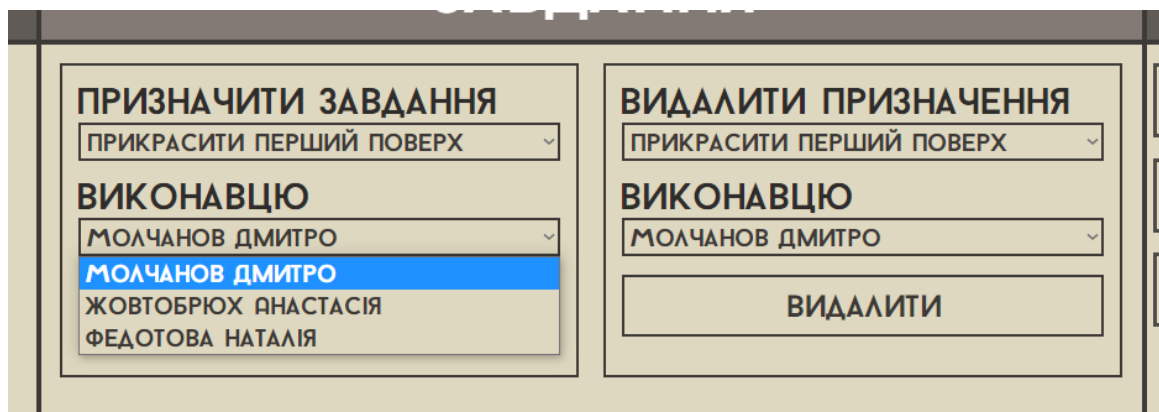 ЗАВДАННЯ
ПРИЗНАЧИТИ ЗАВДАННЯ
ПРИКРАСИТИ ПЕРШИЙ ПОВЕРХ
ВИКОНАВЦЮ
МОЛЧАНОВ ДМИТРО
МОЛЧАНОВ ДМИТРО
ЖОВТОБРЮХ АНАСТАСІЯ
ФЕДОТОВА НАТАЛІЯ
ВИДАЛИТИ ПРИЗНАЧЕННЯ
ПРИКРАСИТИ ПЕРШИЙ ПОВЕРХ
ВИКОНАВЦЮ
МОЛЧАНОВ ДМИТРО
ВИДАЛИТИ